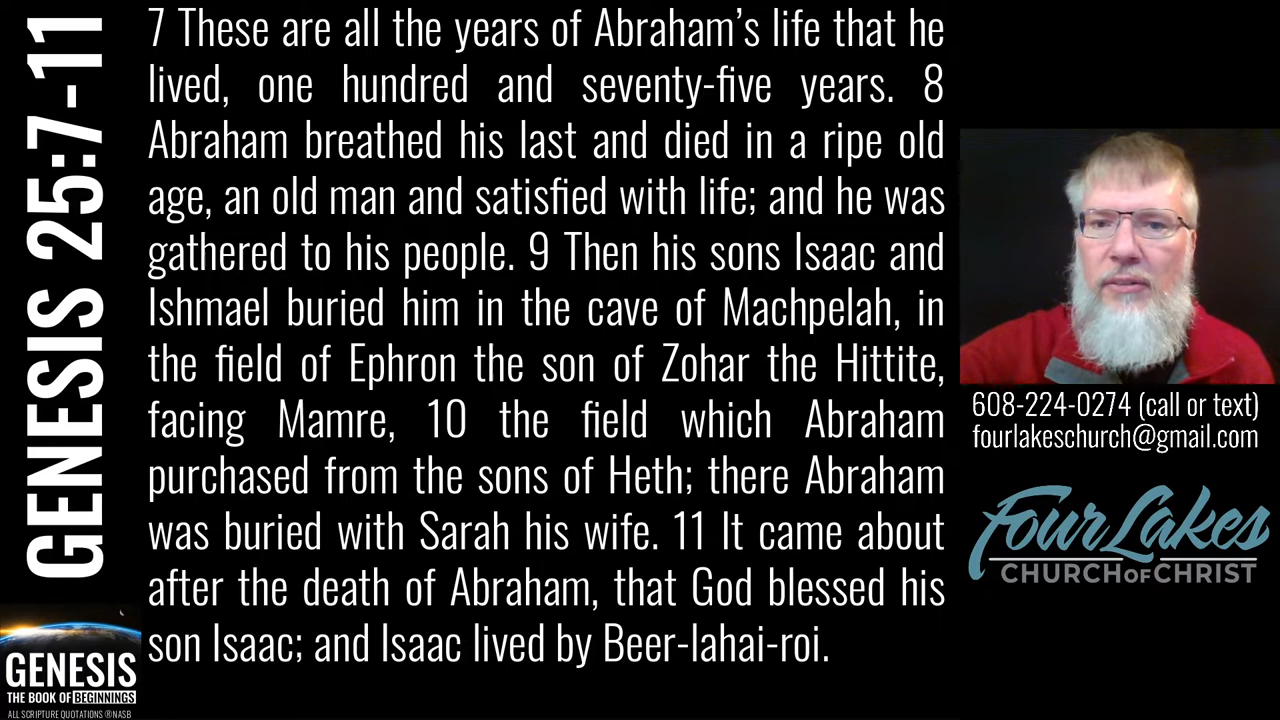 GENESIS 25:7-11
7 These are all the years of Abraham’s life that he
lived, one hundred and seventy-five years. 8
Abraham breathed his last and died in a ripe old
age, an old man and satisfied with life; and he was
gathered to his people. 9 Then his sons Isaac and
Ishmael buried him in the cave of Machpelah, in
the field of Ephron the son of Zohar the Hittite,
facing Mamre, 10 the field which Abraham
purchased from the sons of Heth; there Abraham
was buried with Sarah his wife. 11 It came about
after the death of Abraham, that God blessed his
son Isaac; and Isaac lived by Beer-lahai-roi.
608-224-0274 (call or text)
fourlakeschurch@gmail.com
Four Lakes
CHURCH OF CHRIST
GENESIS
THE BOOK OF BEGINNINGS
ALL SCRIPTURE QUOTATIONS ®NASB